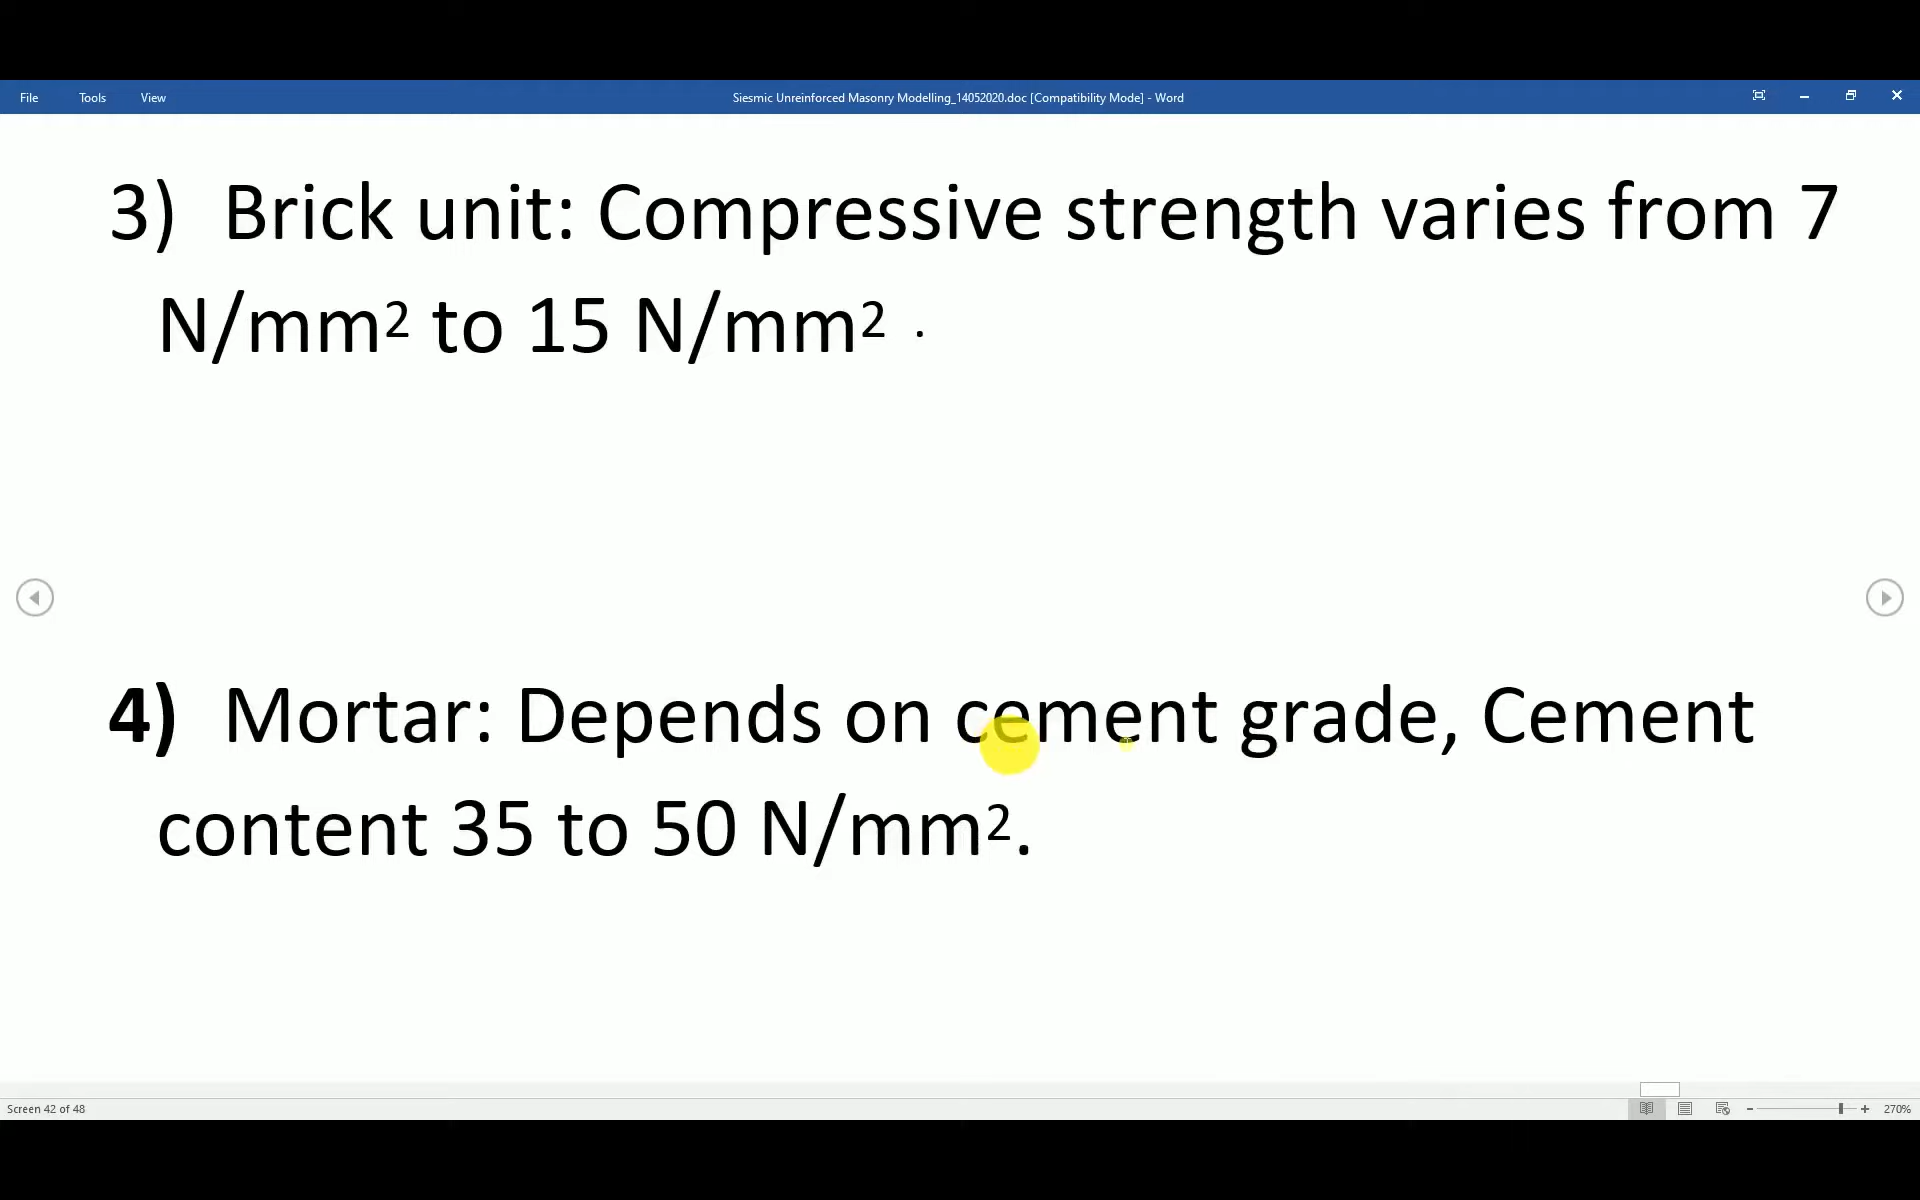 File Tools View Siesmic Unreinforced Masonry Modelling_14052020.doc [Compatibility Mode] - Word
3) Brick unit: Compressive strength varies from 7
N/mm² to 15 N/mm² .
4) Mortar: Depends on cement grade, Cement
content 35 to 50 N/mm².
Screen 42 of 48 270%